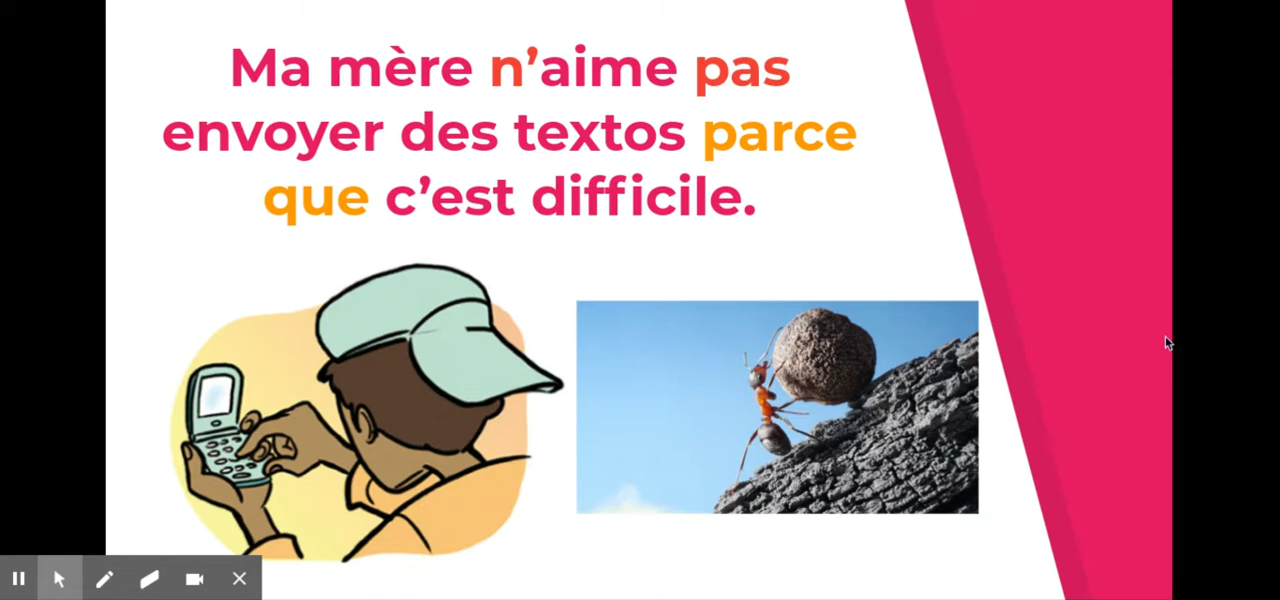 Ma mère n’aime pas
envoyer des textos parce
que c’est difficile.